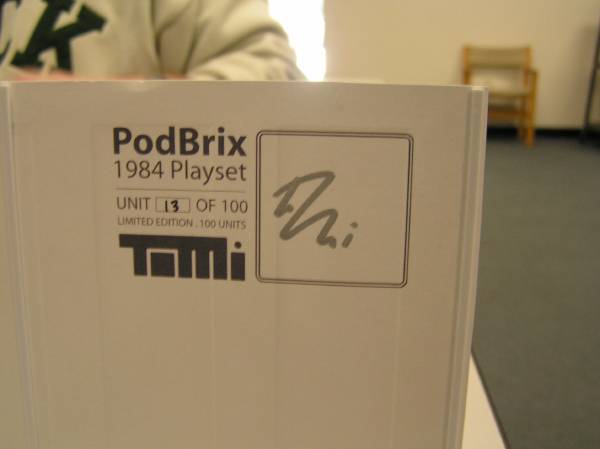 PodBrix
1984 Playset
UNIT 13 OF 100
LIMITED EDITION . 100 UNITS
ToMi